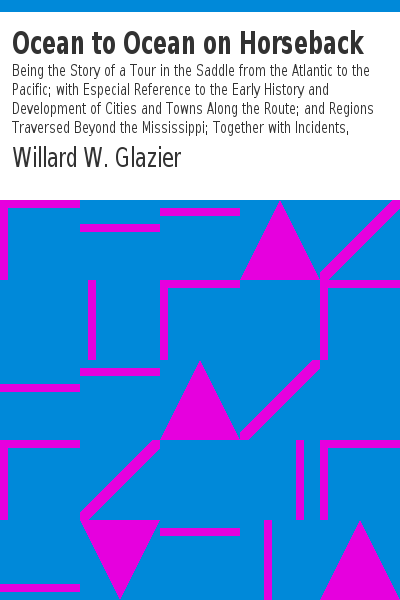 Ocean to Ocean on Horseback
Being the Story of a Tour in the Saddle from the Atlantic to the
Pacific; with Especial Reference to the Early History and
Development of Cities and Towns Along the Route; and Regions
Traversed Beyond the Mississippi; Together with Incidents,
Willard W. Glazier